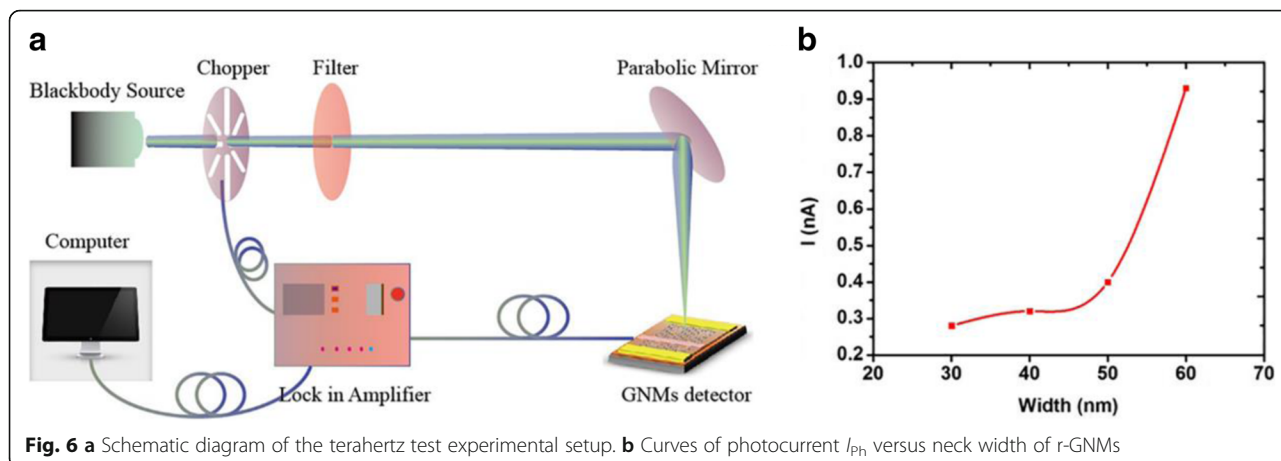 a
Chopper
Filter
Parabolic Mirror
Blackbody Source
Computer
Lock in Amplifier
GNMs detector
b
1.0
0.9
0.8
0.7
0.6
0.5
0.4
0.3
0.2
I (nA)
20 30 40 50 60 70
Width (nm)
Fig. 6 a Schematic diagram of the terahertz test experimental setup. b Curves of photocurrent IPh versus neck width of r-GNMs